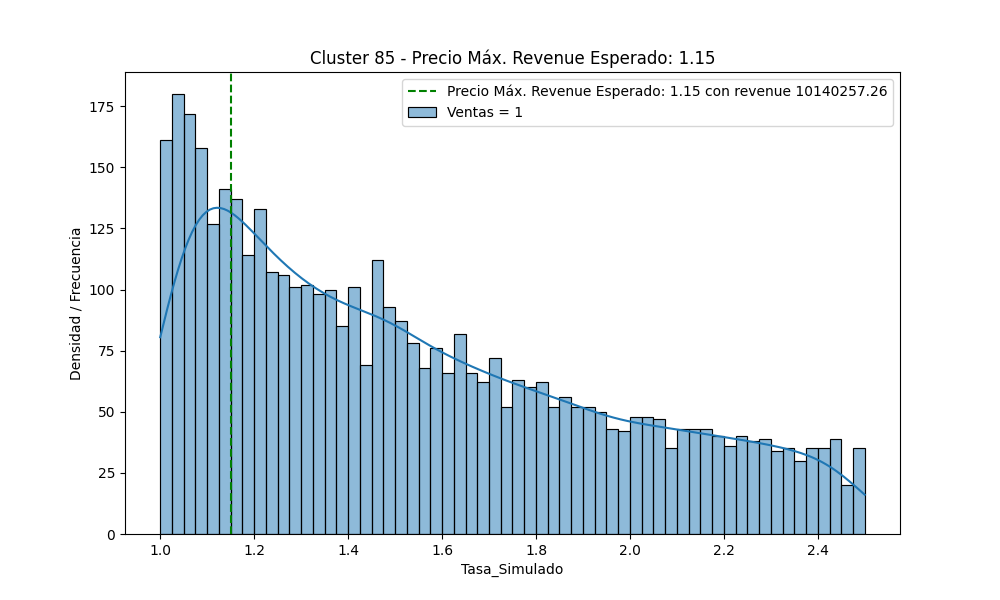 Cluster 85 - Precio Máx. Revenue Esperado: 1.15
Precio Máx. Revenue Esperado: 1.15 con revenue 10140257.26
Ventas = 1
175
150
125
100
75
50
25
0
Densidad / Frecuencia
1.0 1.2 1.4 1.6 1.8 2.0 2.2 2.4
Tasa_Simulado